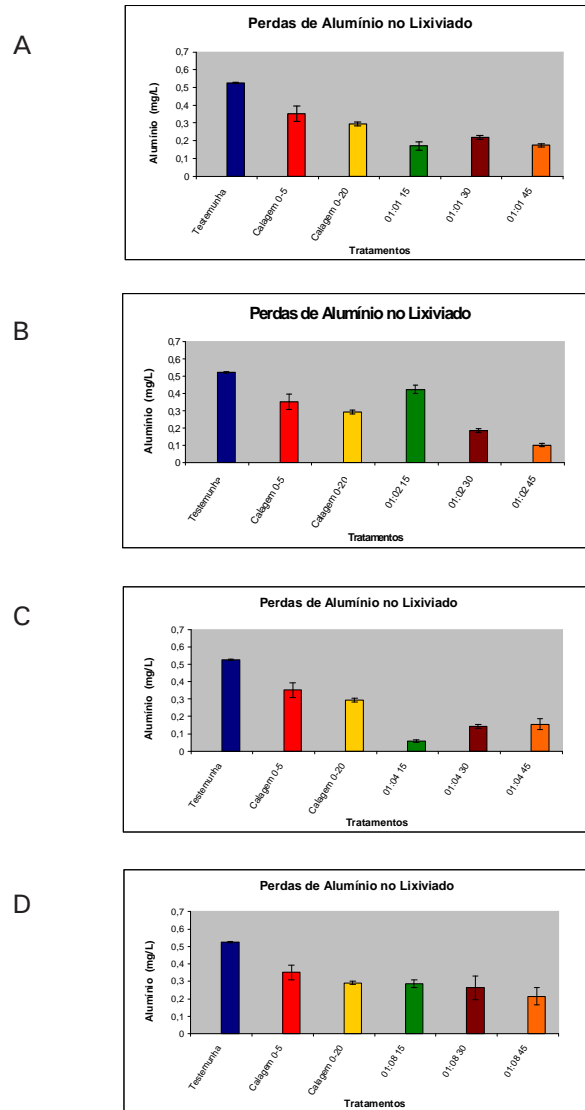 A
Perdas de Alumínio no Lixiviado
Alumínio (mg/L)
0,7
0,6
0,5
0,4
0,3
0,2
0,1
0
Testemunha
Calagem 0-5
Calagem 0-20
01:01 15
01:01 30
01:01 45
Tratamentos
B
Perdas de Alumínio no Lixiviado
Alumínio (mg/L)
0,7
0,6
0,5
0,4
0,3
0,2
0,1
0
Testemunha
Calagem 0-5
Calagem 0-20
01:02 15
01:02 30
01:02 45
Tratamentos
C
Perdas de Alumínio no Lixiviado
Alumínio (mg/L)
0,7
0,6
0,5
0,4
0,3
0,2
0,1
0
Testemunha
Calagem 0-5
Calagem 0-20
01:04 15
01:04 30
01:04 45
Tratamentos
D
Perdas de Alumínio no Lixiviado
Alumínio (mg/L)
0,7
0,6
0,5
0,4
0,3
0,2
0,1
0
Testemunha
Calagem 0-5
Calagem 0-20
01:08 15
01:08 30
01:08 45
Tratamentos